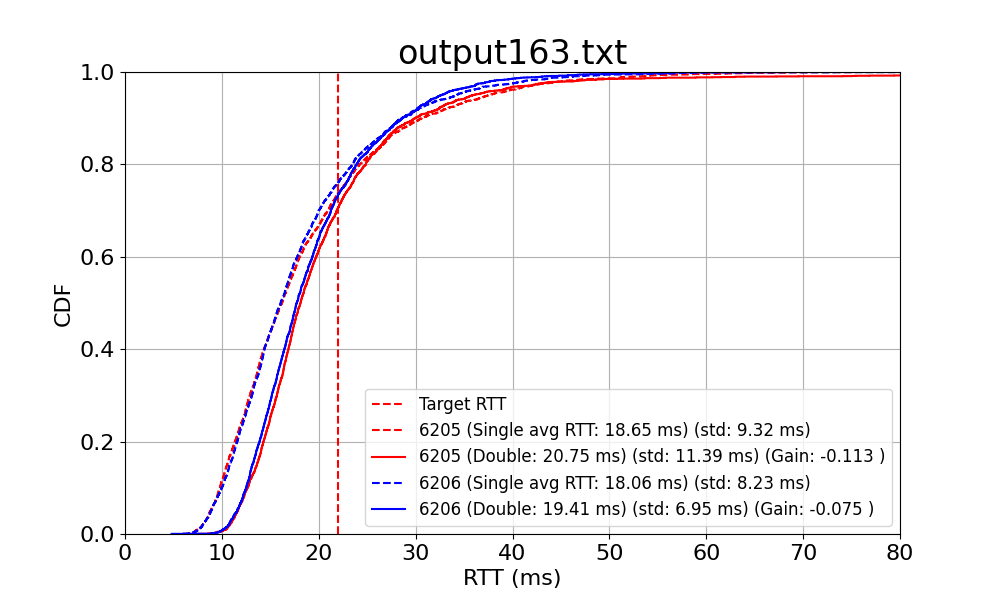 output163.txt
1.0
0.8
0.6
0.4
0.2
0.0
CDF
Target RTT
6205 (Single avg RTT: 18.65 ms) (std: 9.32 ms)
6205 (Double: 20.75 ms) (std: 11.39 ms) (Gain: -0.113 )
6206 (Single avg RTT: 18.06 ms) (std: 8.23 ms)
6206 (Double: 19.41 ms) (std: 6.95 ms) (Gain: -0.075 )
0 10 20 30 40 50 60 70 80
RTT (ms)